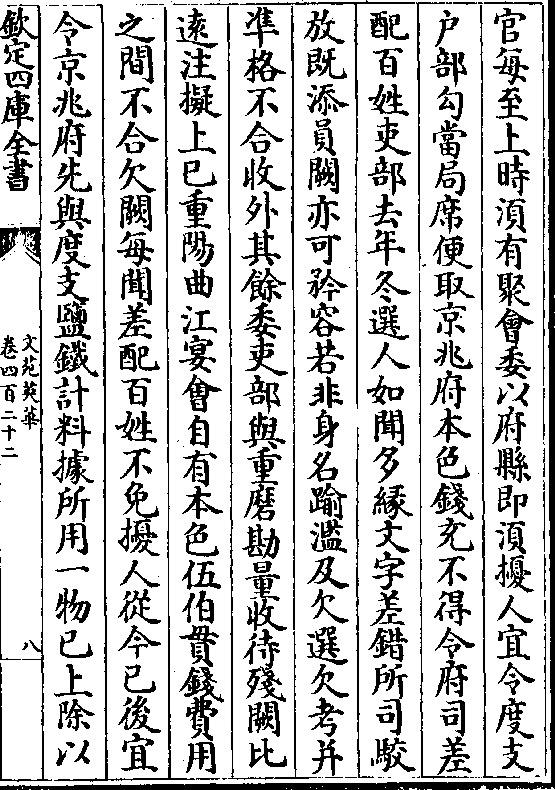 官每至上時須有聚會委以府縣即須擾人宜令度支
户部勾當局席便取京兆府本色錢充不得令府司差
配百姓吏部去年冬選人如聞多緣文字差錯所司駮
放既添員闕亦可矜容若非身名踰濫及欠選欠考并
凖格不合收外其餘委吏部與重磨勘量收待殘闕比
逺注擬上巳重陽曲江宴會自有本色伍伯貫錢費用
之間不合欠闕每聞差配百姓不免擾人從今已後宜
令京兆府先與度支鹽鐵計料據所用一物已上除以
欽定四庫全書
文苑英華
卷四百二十二
八